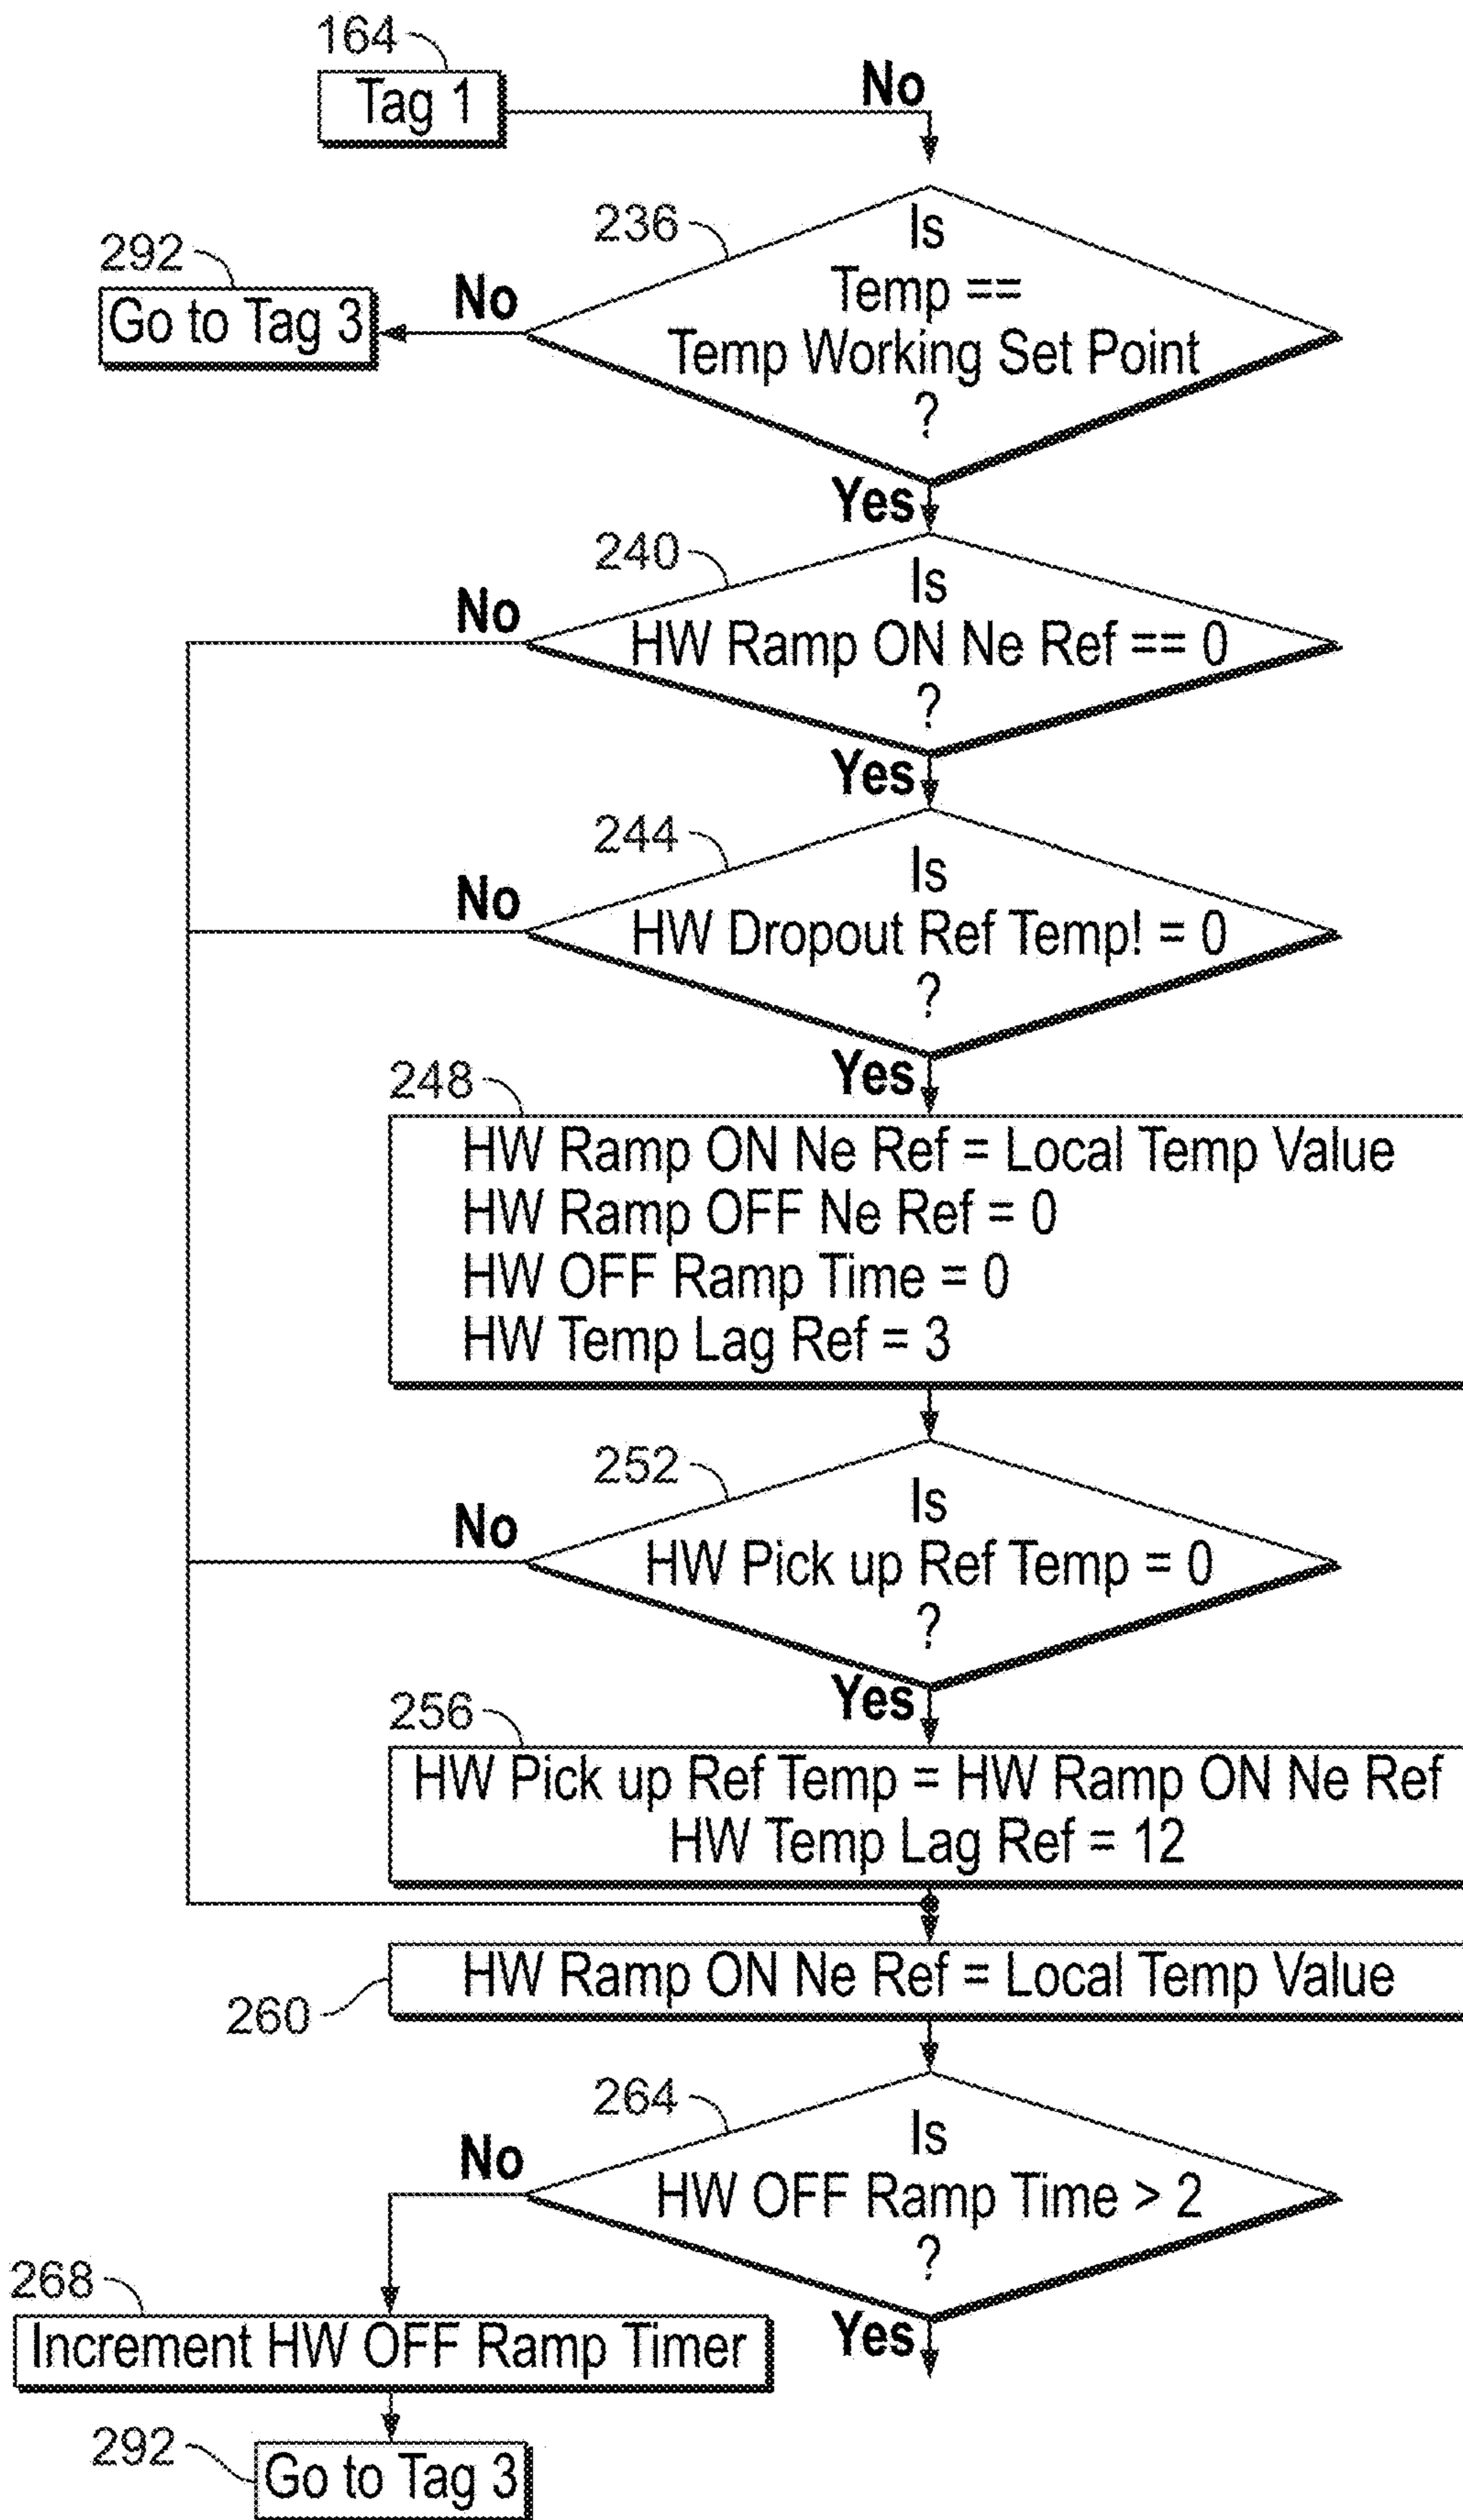 164
Tag 1
No
236
Is
Temp ==
Temp Working Set Point
?
292
Go to Tag 3
No
Yes
240
Is
HW Ramp ON Ne Ref == 0
?
No
Yes
244
Is
HW Dropout Ref Temp! = 0
?
No
Yes
248
HW Ramp ON Ne Ref = Local Temp Value
HW Ramp OFF Ne Ref = 0
HW OFF Ramp Time = 0
HW Temp Lag Ref = 3
252
Is
HW Pick up Ref Temp = 0
?
No
Yes
256
HW Pick up Ref Temp = HW Ramp ON Ne Ref
HW Temp Lag Ref = 12
HW Ramp ON Ne Ref = Local Temp Value
260
264
Is
HW OFF Ramp Time > 2
?
No
Yes
268
Increment HW OFF Ramp Timer
292
Go to Tag 3